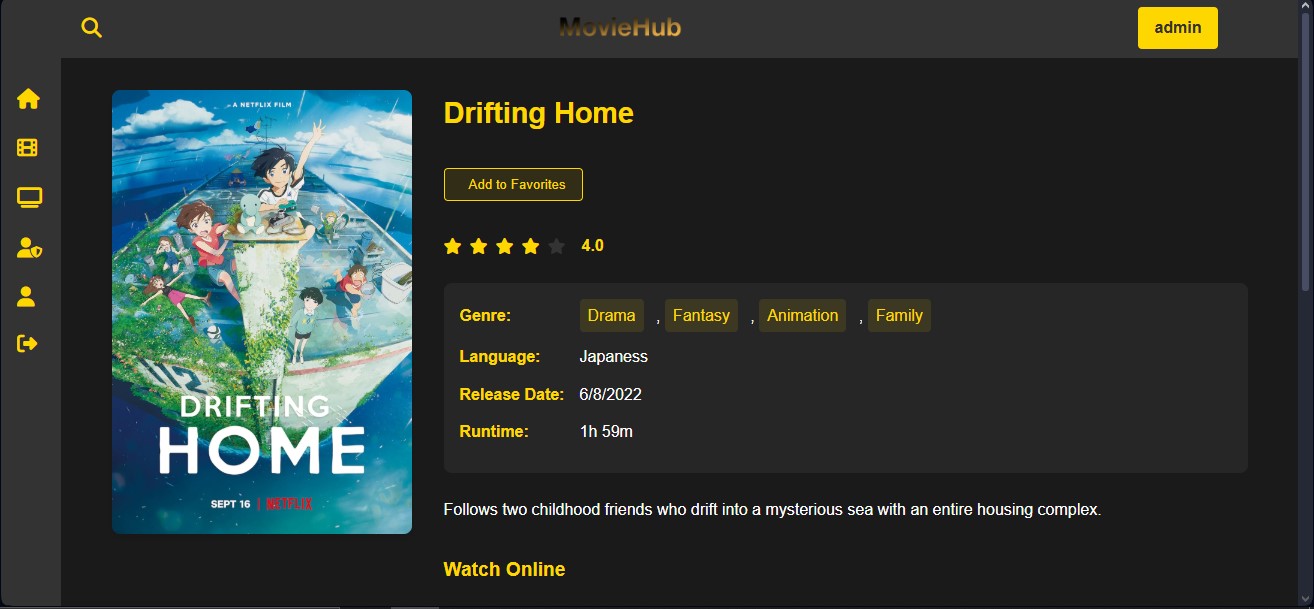 MovieHub
admin
A NETFLIX FILM
112
DRIFTING
HOME
SEPT 16 | NETFLIX
Drifting Home
Add to Favorites
4.0
Genre: Drama , Fantasy , Animation , Family
Language: Japaness
Release Date: 6/8/2022
Runtime: 1h 59m
Follows two childhood friends who drift into a mysterious sea with an entire housing complex.
Watch Online